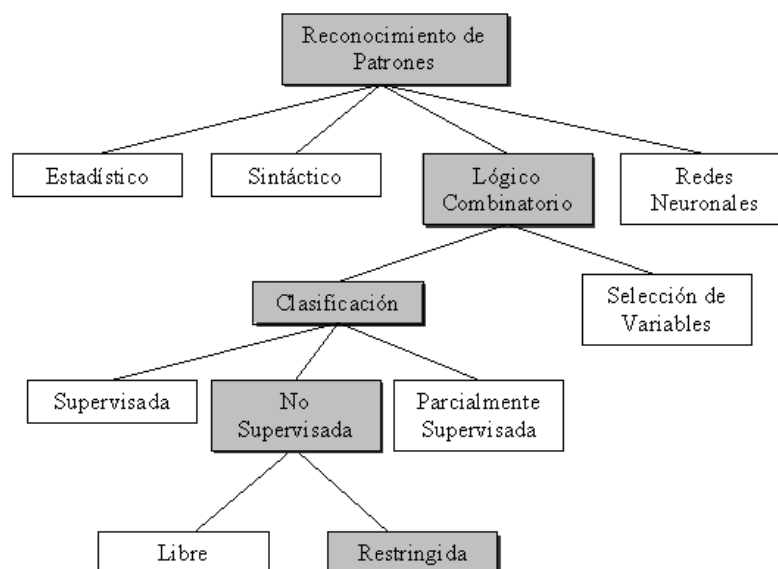 Reconocimiento de
Patrones
Estadístico
Sintáctico
Lógico
Combinatorio
Redes
Neuronales
Clasificación
Selección de
Variables
Supervisada
No
Supervisada
Parcialmente
Supervisada
Libre
Restringida